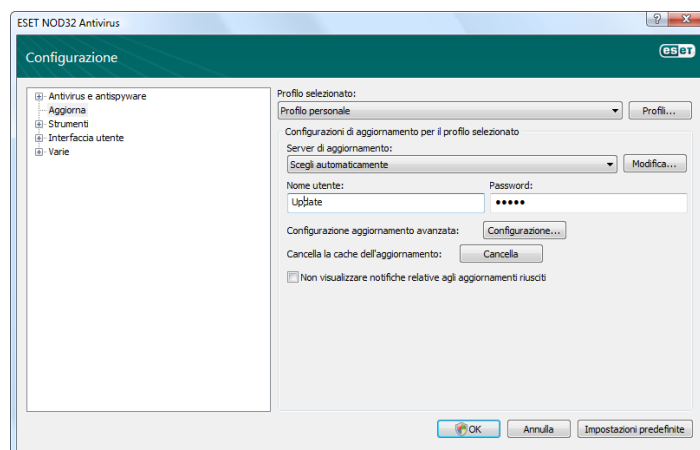 ESET NOD32 Antivirus
Configurazione
eseт
Antivirus e antispyware
Aggiorna
Strumenti
Interfaccia utente
Varie
Profilo selezionato:
Profilo personale
Profili...
Configurazioni di aggiornamento per il profilo selezionato
Server di aggiornamento:
Scegli automaticamente
Modifica...
Nome utente:
Password:
Update
•••••
Configurazione aggiornamento avanzata:
Configurazione...
Cancella la cache dell'aggiornamento:
Cancella
Non visualizzare notifiche relative agli aggiornamenti riusciti
OK
Annulla
Impostazioni predefinite